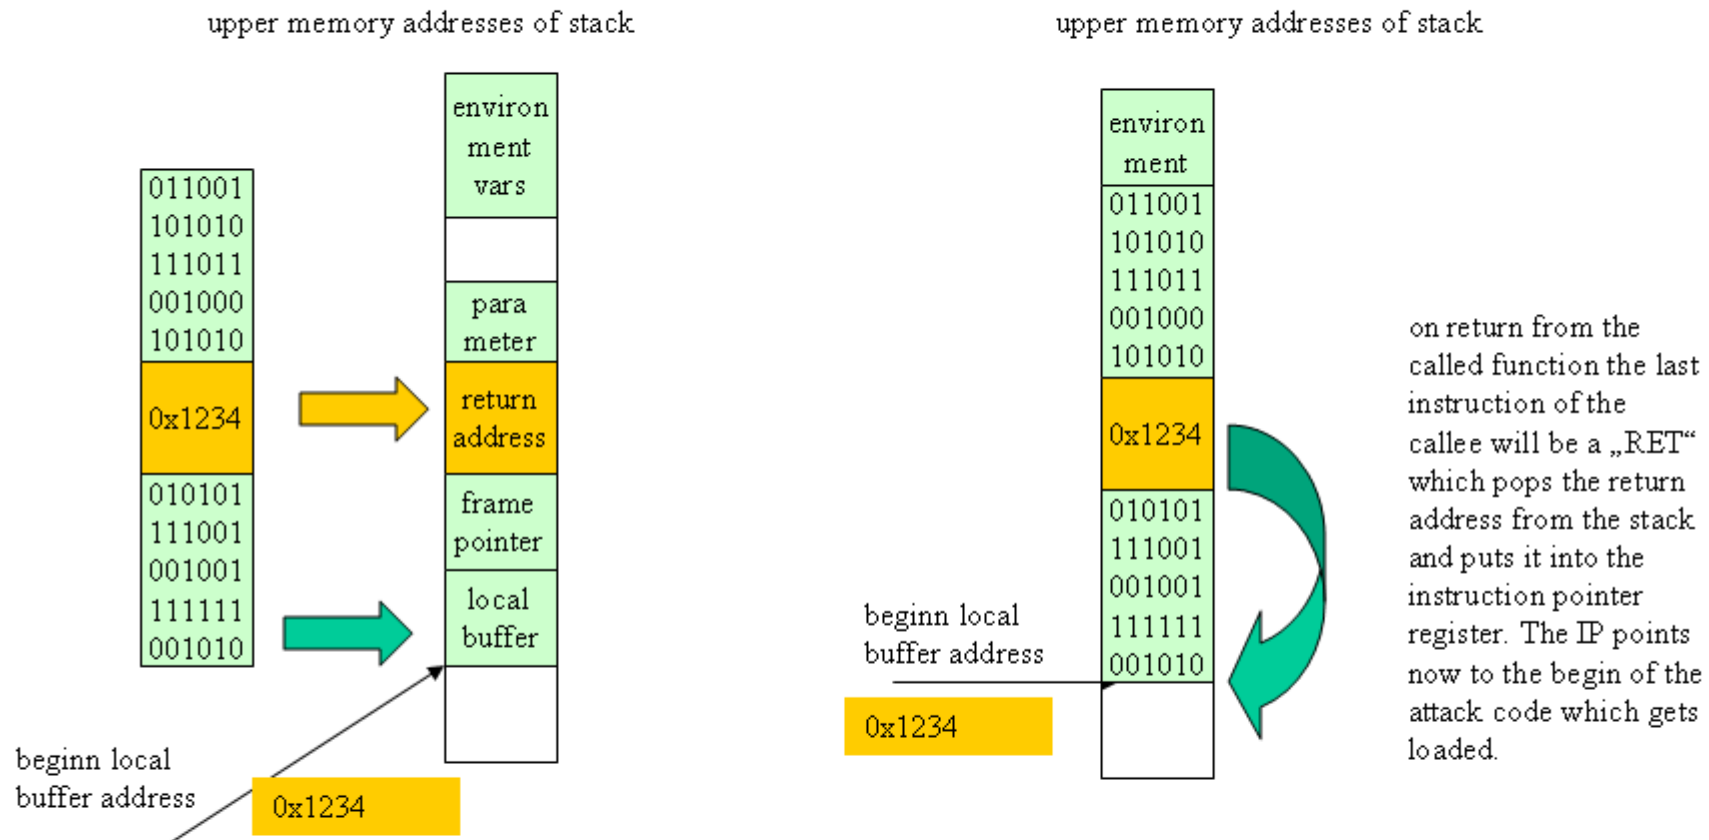 upper memory addresses of stack
011001
101010
111011
001000
101010
0x1234
010101
111001
001001
111111
001010
environ
ment
vars
para
meter
return
address
frame
pointer
local
buffer
beginn local
buffer address
0x1234
upper memory addresses of stack
environ
ment
011001
101010
111011
001000
101010
0x1234
010101
111001
001001
111111
001010
beginn local
buffer address
0x1234
on return from the
called function the last
instruction of the
callee will be a „RET“
which pops the return
address from the stack
and puts it into the
instruction pointer
register. The IP points
now to the begin of the
attack code which gets
loaded.